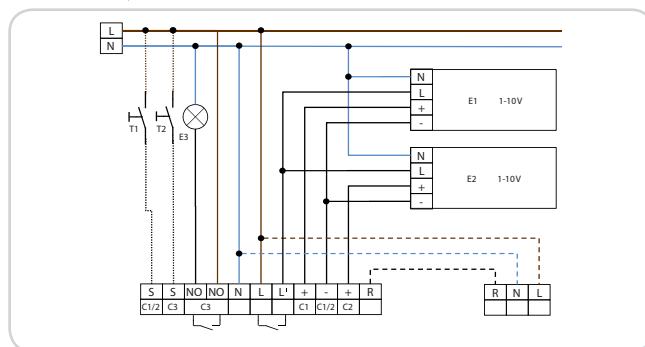 L
N
N
L
E1 1-10V
+
-
T1 T2 E3
N
L
E2 1-10V
+
-
S S NO NO N L L' + - + R
C1/2 C3 C3 C1 C1/2 C2
R N L